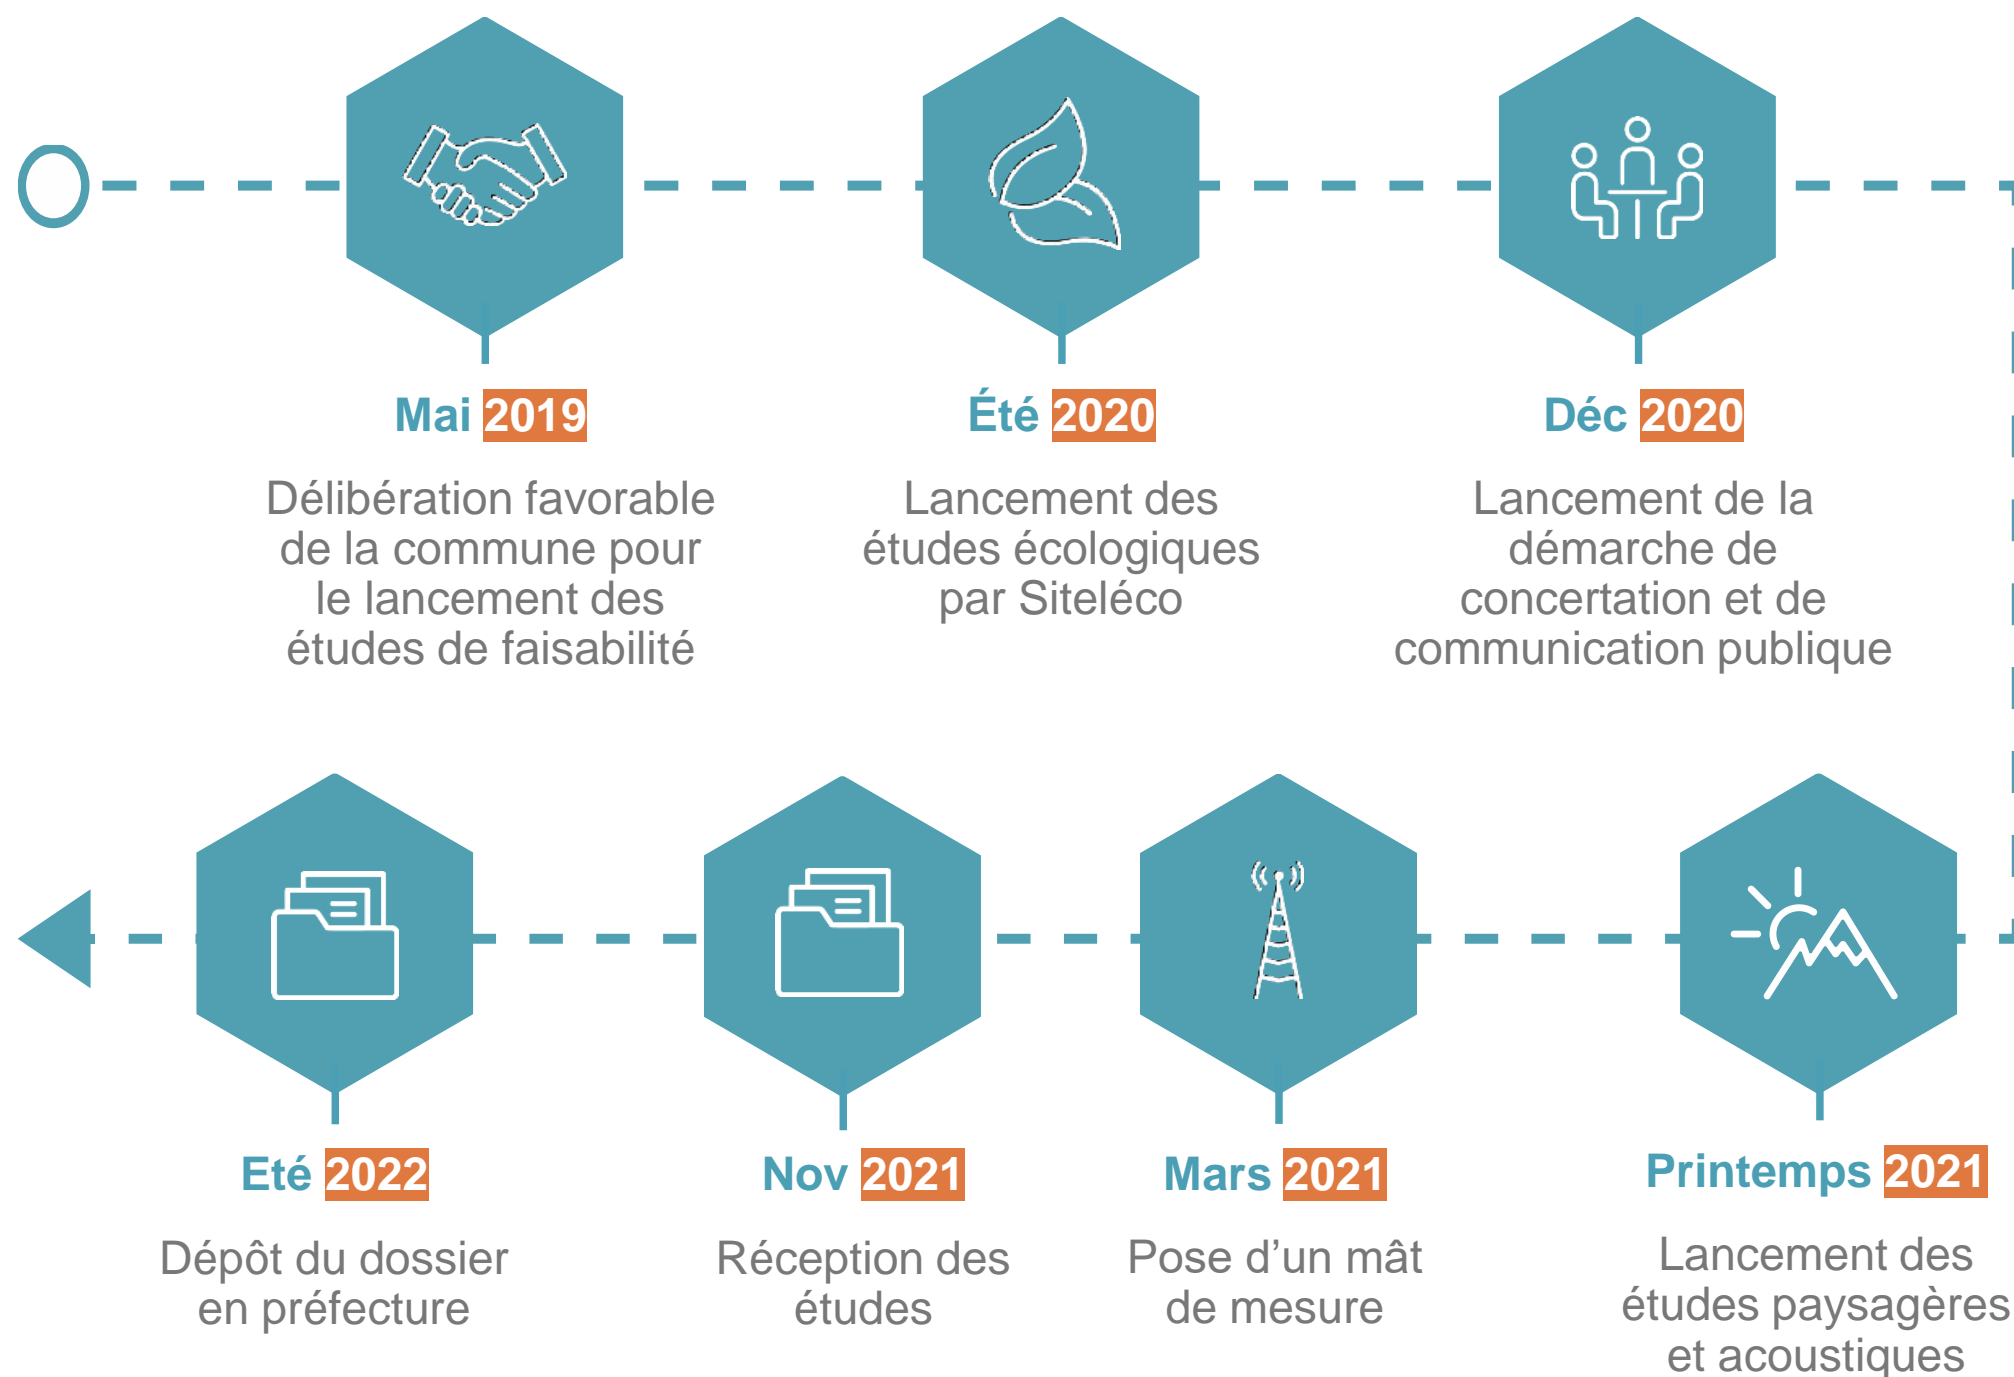 Mai 2019
Délibération favorable
de la commune pour
le lancement des
études de faisabilité
Été 2020
Lancement des
études écologiques
par Siteléco
Déc 2020
Lancement de la
démarche de
concertation et de
communication publique
Printemps 2021
Lancement des
études paysagères
et acoustiques
Mars 2021
Pose d’un mât
de mesure
Nov 2021
Réception des
études
Eté 2022
Dépôt du dossier
en préfecture